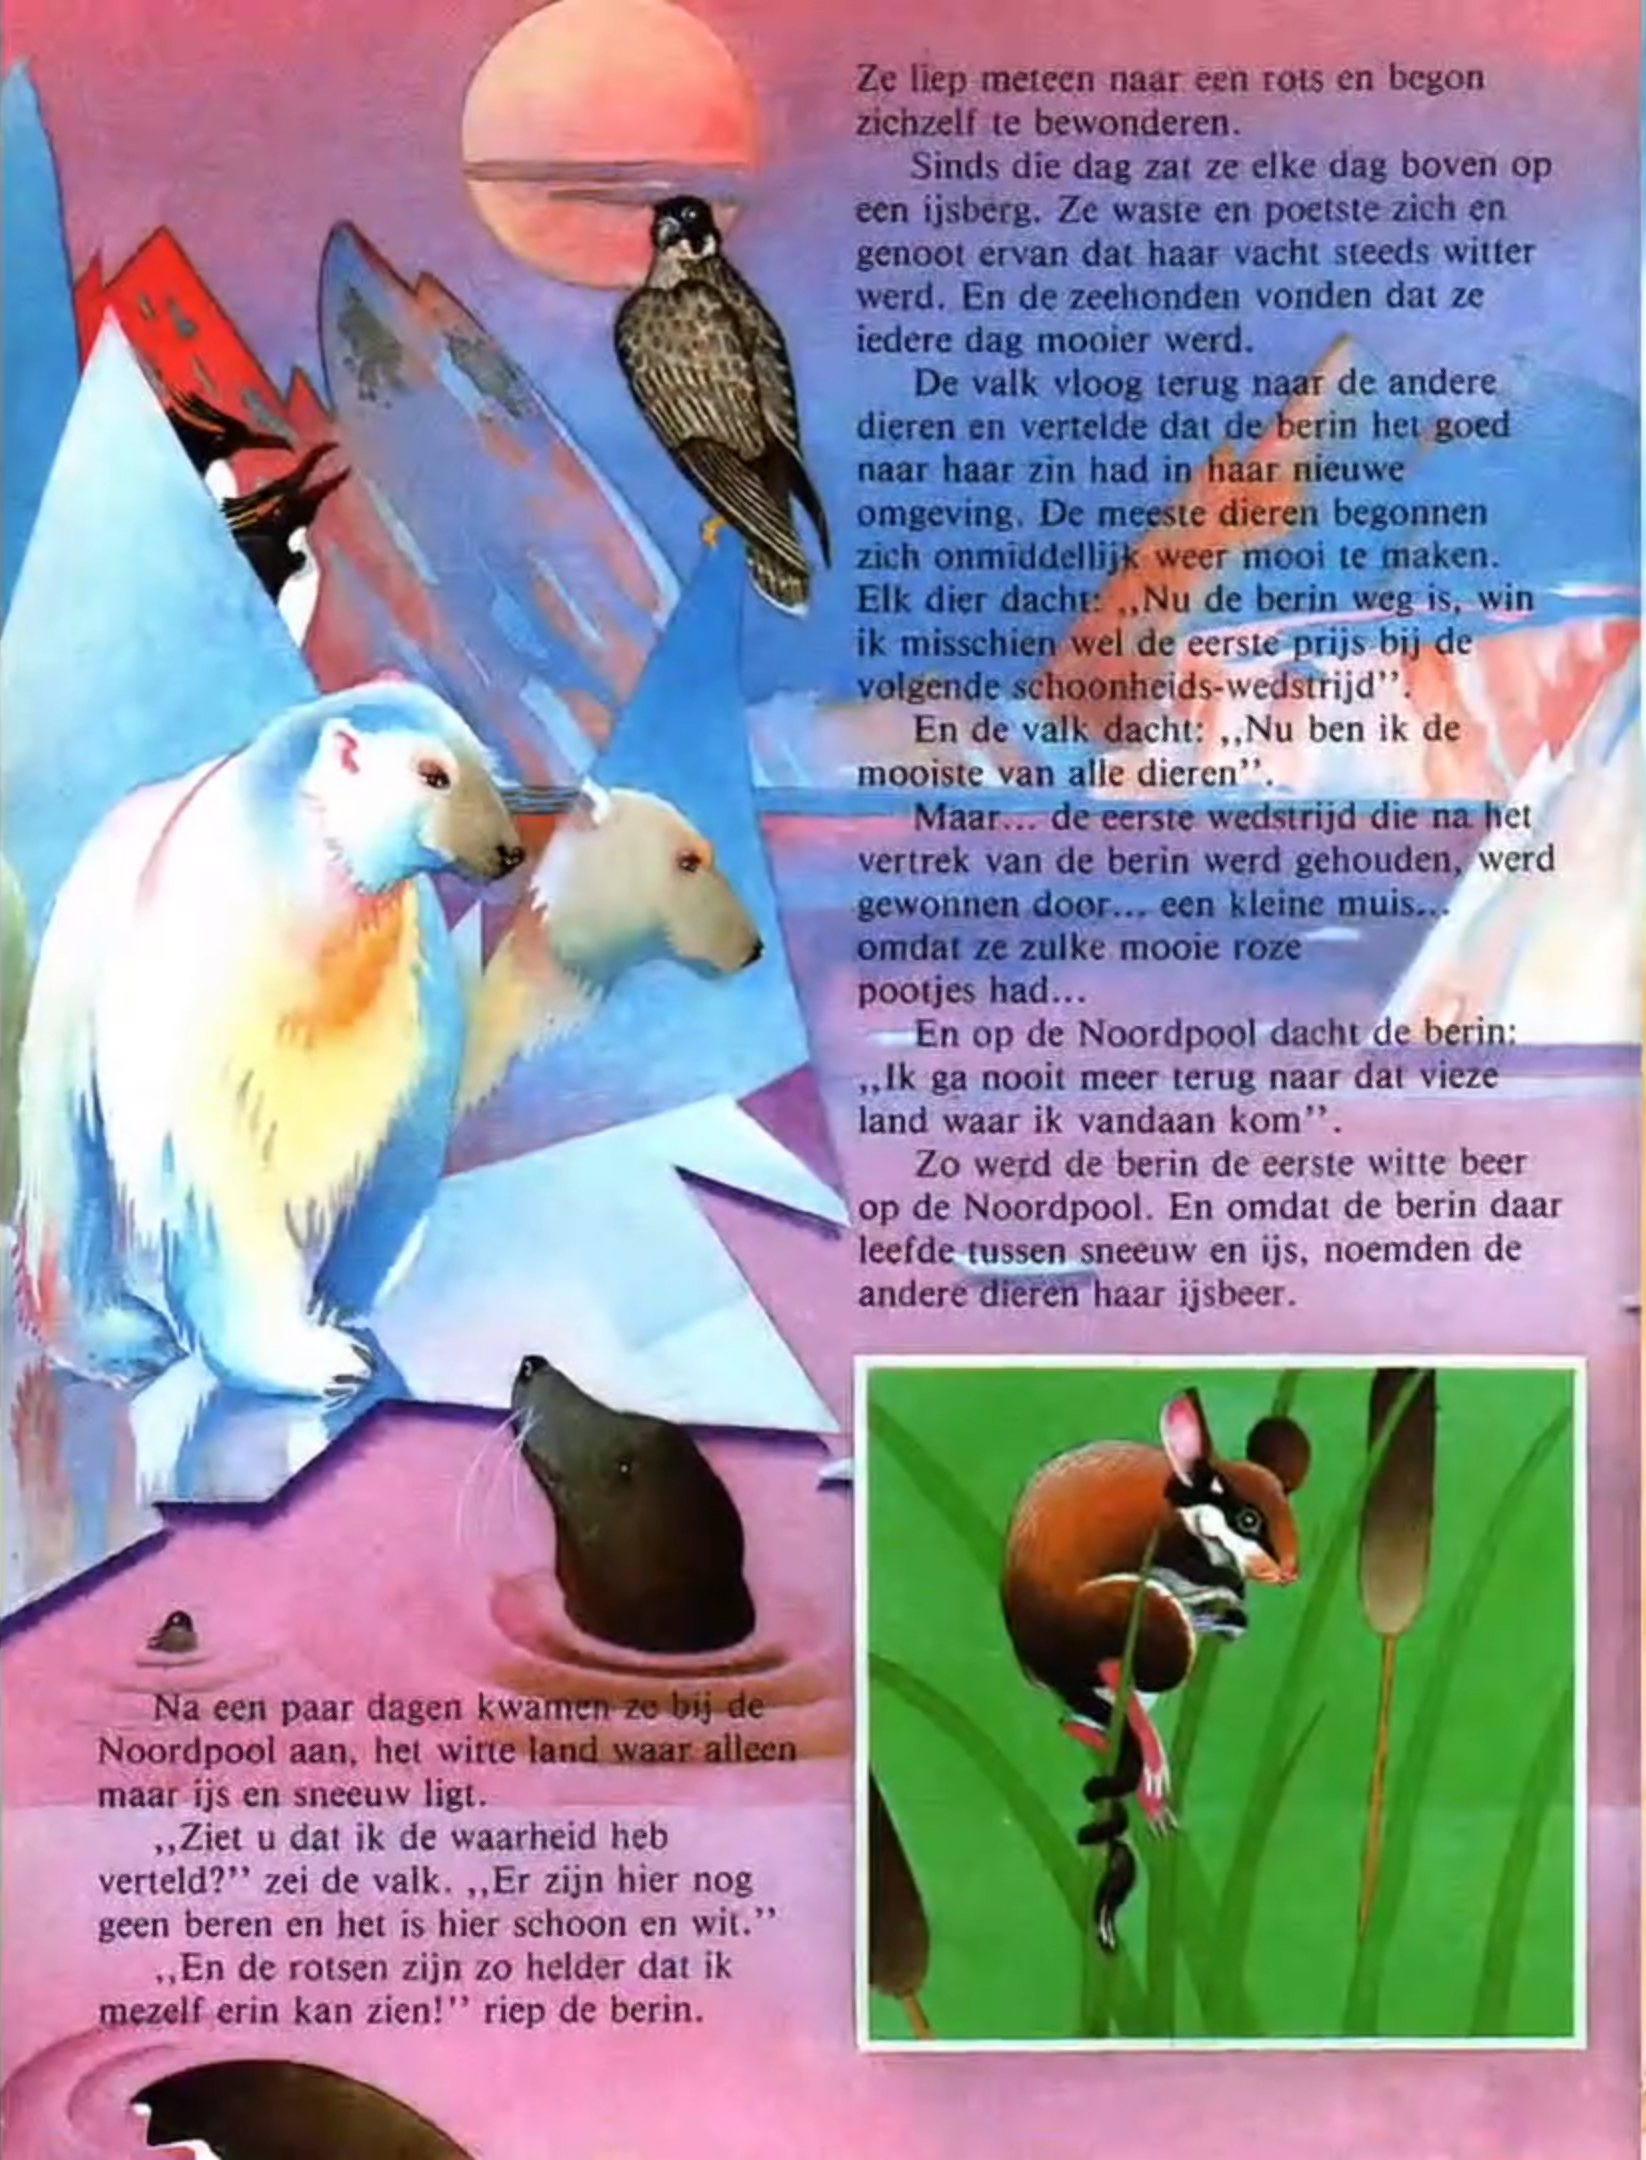 Na een paar dagen kwamen ze bij de
Noordpool aan, het witte land waar alleen
maar ijs en sneeuw ligt.
,,Ziet u dat ik de waarheid heb
verteld?” zei de valk. ,,Er zijn hier nog
geen beren en het is hier schoon en wit.”
,,En de rotsen zijn zo helder dat ik
mezelf erin kan zien!” riep de berin.
Ze liep meteen naar een rots en begon
zichzelf te bewonderen.
Sinds die dag zat ze elke dag boven op
een ijsberg. Ze waste en poetste zich en
genoot ervan dat haar vacht steeds witter
werd. En de zeehonden vonden dat ze
iedere dag mooier werd.
De valk vloog terug naar de andere
dieren en vertelde dat de berin het goed
naar haar zin had in haar nieuwe
omgeving. De meeste dieren begonnen
zich onmiddellijk weer mooi te maken.
Elk dier dacht: ,,Nu de berin weg is, win
ik misschien wel de eerste prijs bij de
volgende schoonheids-wedstrijd”.
En de valk dacht: ,,Nu ben ik de
mooiste van alle dieren”.
Maar... de eerste wedstrijd die na het
vertrek van de berin werd gehouden, werd
gewonnen door... een kleine muis...
omdat ze zulke mooie roze
pootjes had...
En op de Noordpool dacht de berin:
,,Ik ga nooit meer terug naar dat vieze
land waar ik vandaan kom”.
Zo werd de berin de eerste witte beer
op de Noordpool. En omdat de berin daar
leefde tussen sneeuw en ijs, noemden de
andere dieren haar ijsbeer.